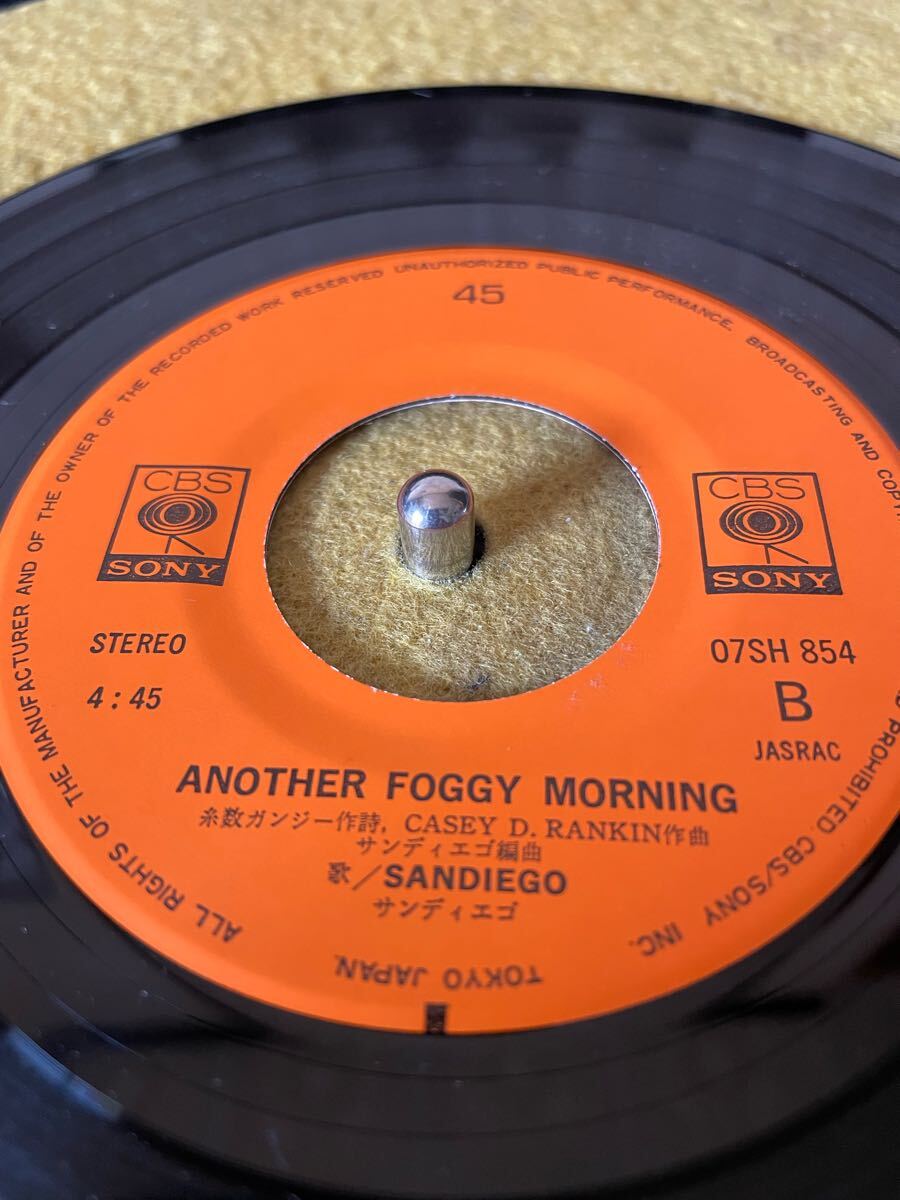 45
ALL RIGHTS OF THE MANUFACTURER AND OF THE OWNER OF THE RECORDED WORK RESERVED UNAUTHORIZED PUBLIC PERFORMANCE. BROADCASTING AND PROHIBITED. CBS/SONY INC. TOKYO JAPAN.
CBS
SONY
CBS
SONY
STEREO
4:45
07SH 854
B
JASRAC
ANOTHER FOGGY MORNING
糸数ガンジー作詩, CASEY D. RANKIN作曲
サンディエゴ編曲
歌/SANDIEGO
サンディエゴ